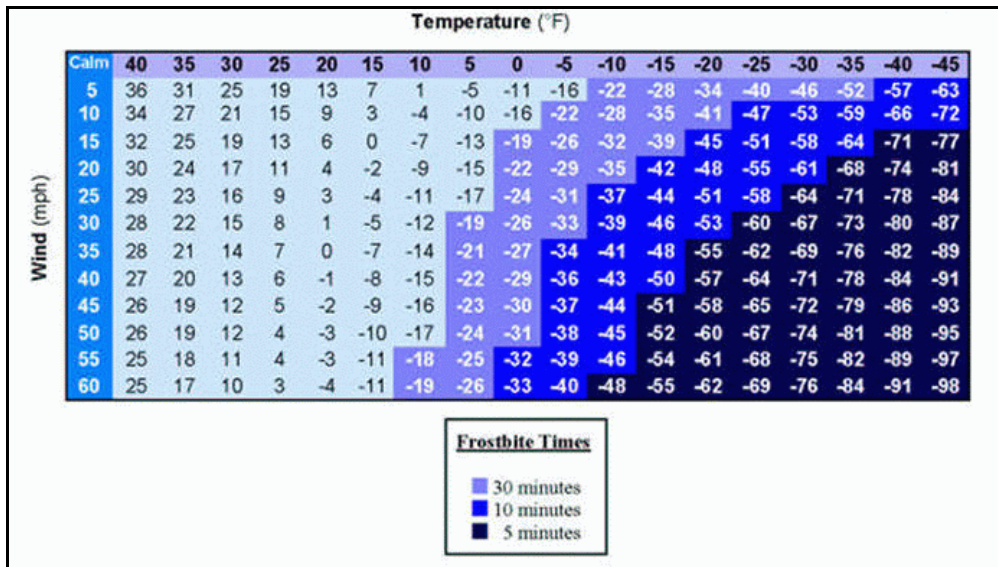 Temperature (°F)
Calm 40 35 30 25 20 15 10 5 0 -5 -10 -15 -20 -25 -30 -35 -40 -45
5 36 31 25 19 13 7 1 -5 -11 -16 -22 -28 -34 -40 -46 -52 -57 -63
10 34 27 21 15 9 3 -4 -10 -16 -22 -28 -35 -41 -47 -53 -59 -66 -72
15 32 25 19 13 6 0 -7 -13 -19 -26 -32 -39 -45 -51 -58 -64 -71 -77
20 30 24 17 11 4 -2 -9 -15 -22 -29 -35 -42 -48 -55 -61 -68 -74 -81
25 29 23 16 9 3 -4 -11 -17 -24 -31 -37 -44 -51 -58 -64 -71 -78 -84
30 28 22 15 8 1 -5 -12 -19 -26 -33 -39 -46 -53 -60 -67 -73 -80 -87
35 28 21 14 7 0 -7 -14 -21 -27 -34 -41 -48 -55 -62 -69 -76 -82 -89
40 27 20 13 6 -1 -8 -15 -22 -29 -36 -43 -50 -57 -64 -71 -78 -84 -91
45 26 19 12 5 -2 -9 -16 -23 -30 -37 -44 -51 -58 -65 -72 -79 -86 -93
50 26 19 12 4 -3 -10 -17 -24 -31 -38 -45 -52 -60 -67 -74 -81 -88 -95
55 25 18 11 4 -3 -11 -18 -25 -32 -39 -46 -54 -61 -68 -75 -82 -89 -97
60 25 17 10 3 -4 -11 -19 -26 -33 -40 -48 -55 -62 -69 -76 -84 -91 -98
Wind (mph)
Frostbite Times
30 minutes
10 minutes
5 minutes